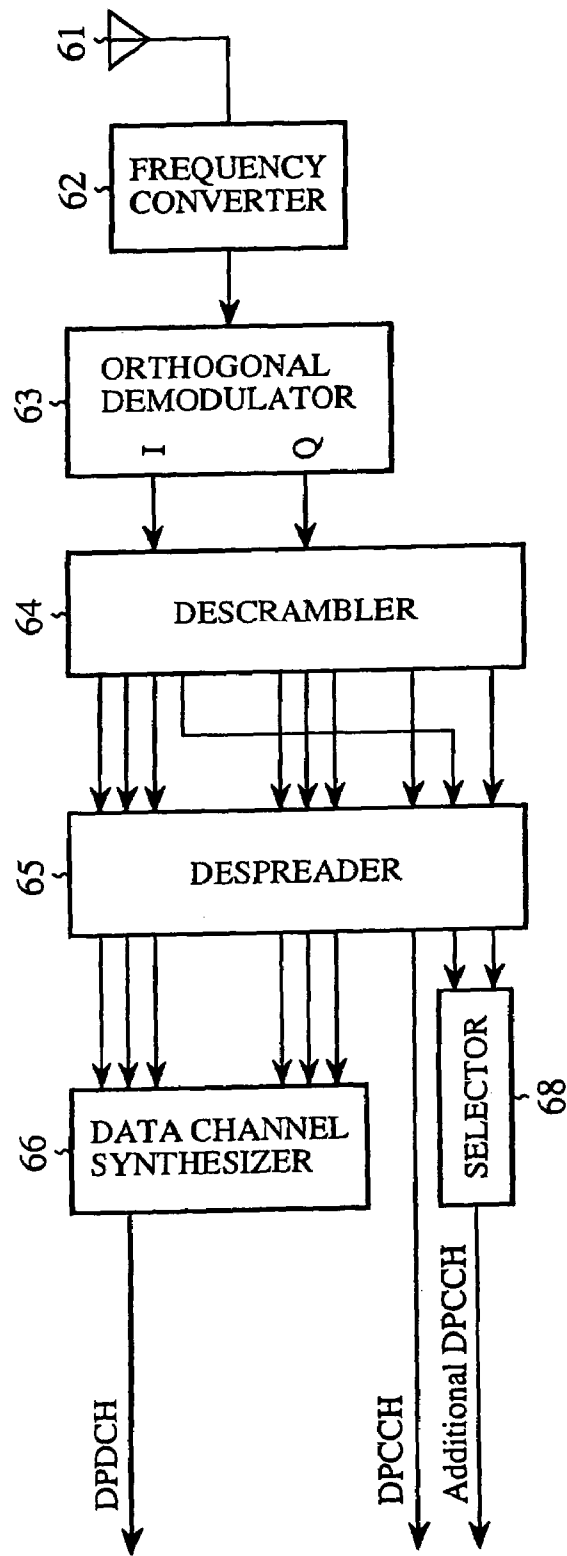 61
62
FREQUENCY
CONVERTER
63
ORTHOGONAL
DEMODULATOR
I
Q
64
DESCRAMBLER
65
DESPREADER
66
DATA CHANNEL
SYNTHESIZER
SELECTOR
68
DPDCH
DPCCH
Additional DPCCH